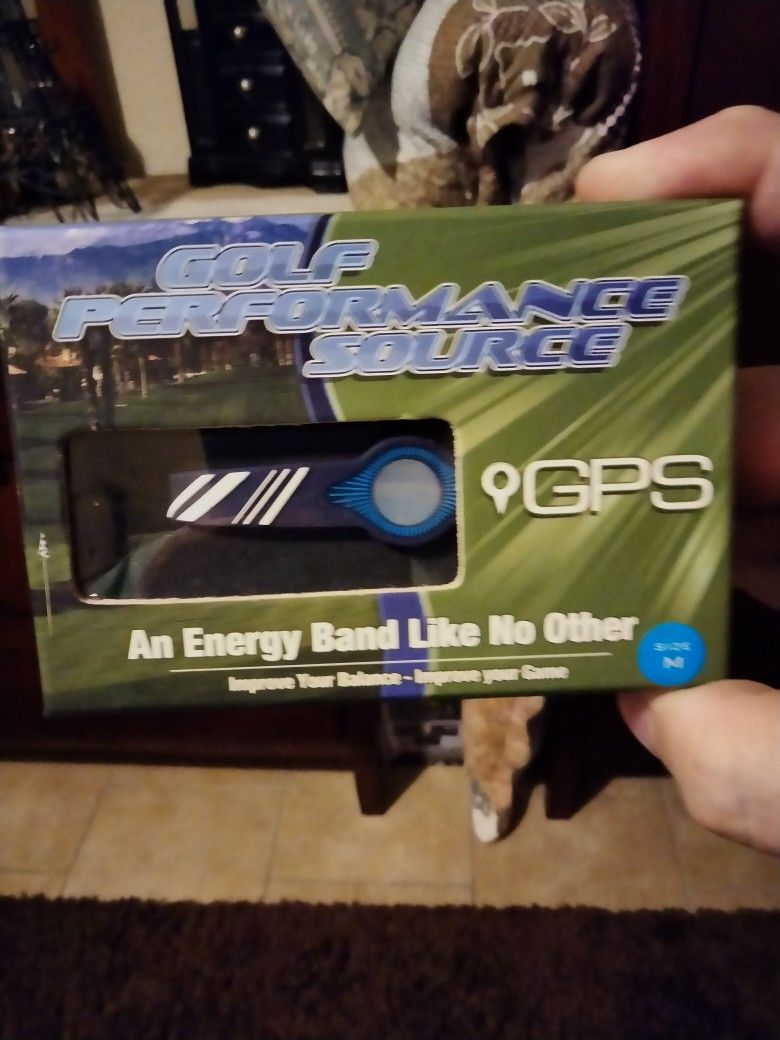 GOLF
PERFORMANCE
SOURCE
GPS
An Energy Band Like No Other
Improve Your Balance - Improve your Game
SIZE
M